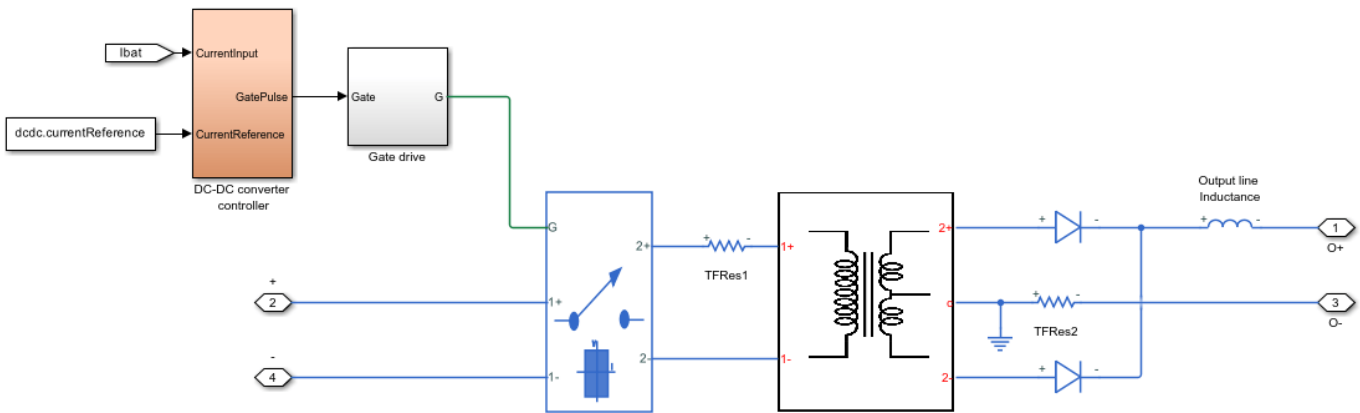 Ibat
CurrentInput
GatePulse
dcdc.currentReference
CurrentReference
DC-DC converter
controller
Gate
G
Gate drive
G
1+
1-
2+
2-
+
2
-
4
+
-
TFRes1
1+
1-
2+
c
2-
+
-
+
-
TFRes2
+
-
Output line
Inductance
+
-
1
O+
3
O-